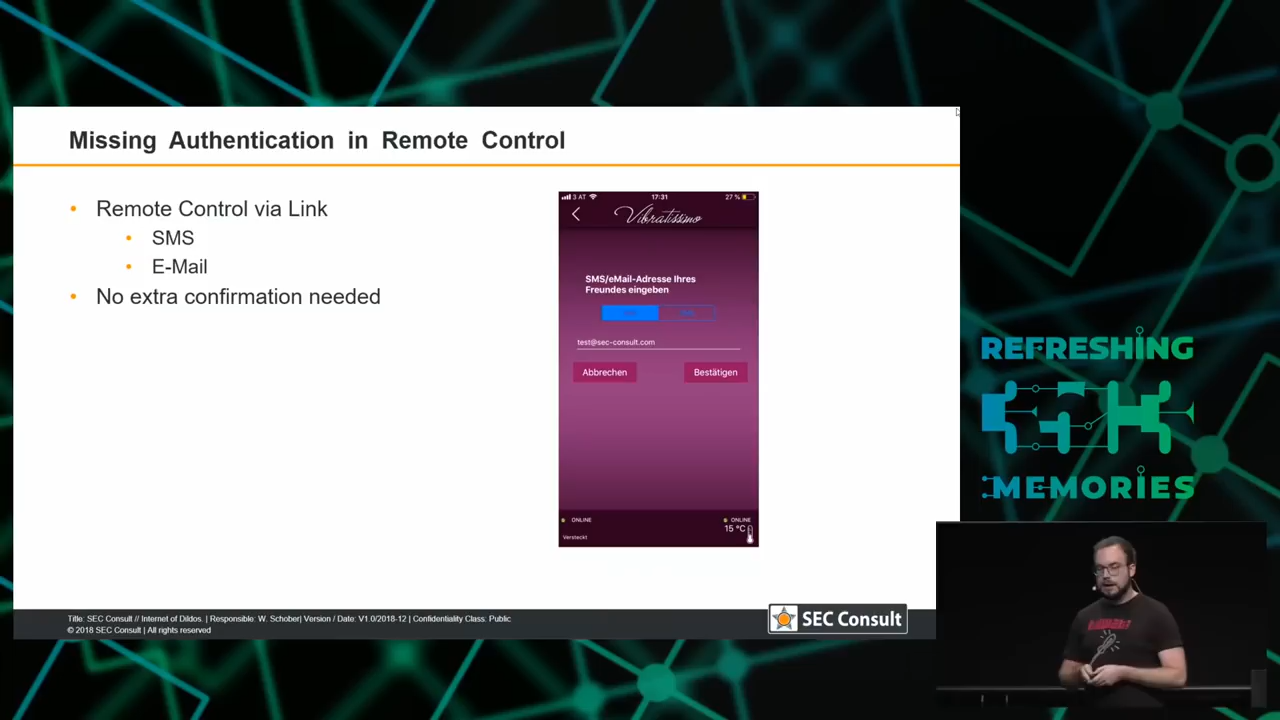 Missing Authentication in Remote Control
• Remote Control via Link
• SMS
• E-Mail
• No extra confirmation needed
3 AT 17:31 27 %
Vibratissimo
SMS/eMail-Adresse Ihres
Freundes eingeben
test@sec-consult.com
Abbrechen Bestätigen
ONLINE ONLINE
15 °C
Versteckt
REFRESHING
35C3
MEMORIES
Title: SEC Consult // Internet of Dildos. | Responsible: W. Schober| Version / Date: V1.0/2018-12 | Confidentiality Class: Public
© 2018 SEC Consult | All rights reserved
SEC Consult